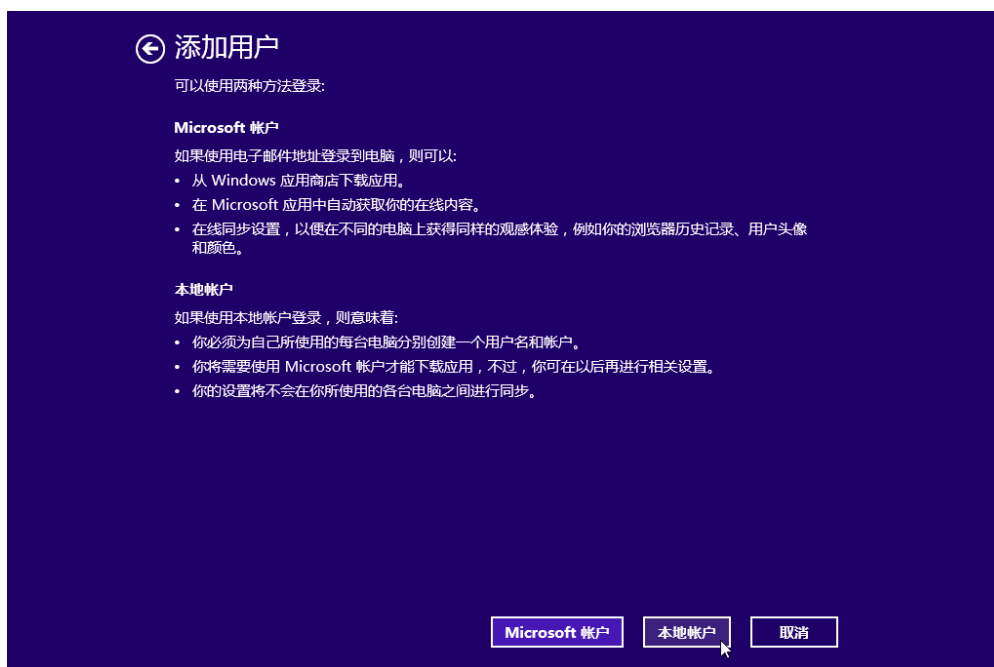 添加用户
可以使用两种方法登录:
Microsoft 帐户
如果使用电子邮件地址登录到电脑，则可以:
• 从 Windows 应用商店下载应用。
• 在 Microsoft 应用中自动获取你的在线内容。
• 在线同步设置，以便在不同的电脑上获得同样的观感体验，例如你的浏览器历史记录、用户头像
和颜色。
本地帐户
如果使用本地帐户登录，则意味着:
• 你必须为自己所使用的每台电脑分别创建一个用户名和帐户。
• 你将需要使用 Microsoft 帐户才能下载应用，不过，你可在以后再进行相关设置。
• 你的设置将不会在你所使用的各台电脑之间进行同步。
Microsoft 帐户 本地帐户 取消